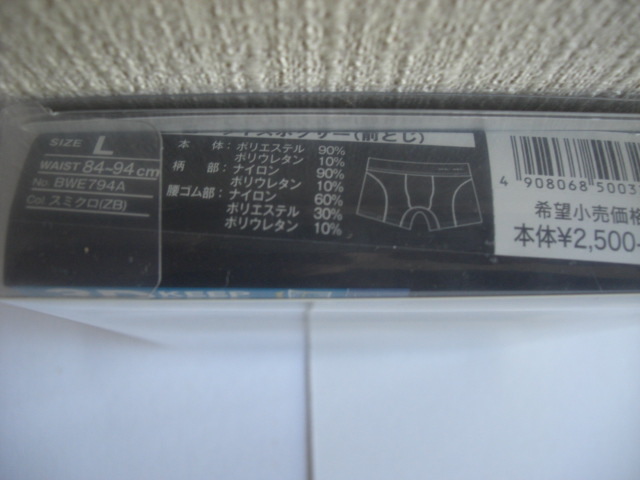 SIZE L
WAIST 84~94cm
No. BWE794A
Col. スミクロ(ZB)
ボクサー(前とじ)
本 体：ポリエステル 90%
ポリウレタン 10%
柄 部：ナイロン 90%
ポリウレタン 10%
腰ゴム部：ナイロン 60%
ポリエステル 30%
ポリウレタン 10%
4 908068 5003
希望小売価格
本体¥2,500
KEEP